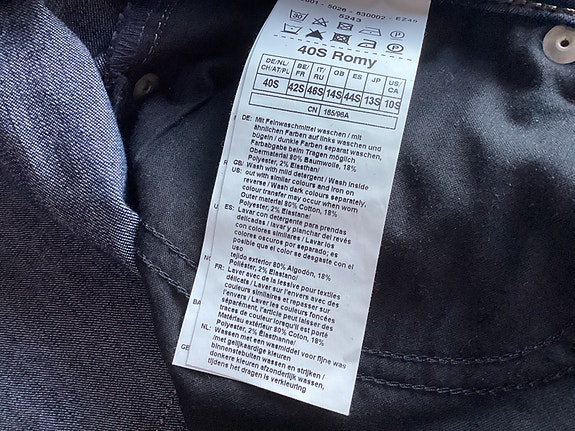 5026 - 830002 - EZ45
5243
40S Romy
DE/NL/ BE/ IT/ GB ES JP US/
CH/AT/PL FR RU CA
40S 42S 46S 14S 44S 13S 10S
CN 165/96A
DE: Mit Feinwaschmittel waschen / mit
ähnlichen Farben auf links waschen und
bügeln / dunkle Farben separat waschen,
Farbabgabe beim Tragen möglich
Obermaterial 80% Baumwolle, 18%
Polyester, 2% Elasthan/
GB/ Wash with mild detergent / Wash inside
US: out with similar colours and iron on
reverse / Wash dark colours separately,
colour transfer may occur when worn
Outer material 80% Cotton, 18%
Polyester, 2% Elastane/
ES: Lavar con detergente para prendas
delicadas / lavar y planchar del revés
con colores similares / Lavar los
colores oscuros por separado; es
posible que el color se desgaste con el
uso
tejido exterior 80% Algodón, 18%
Poliéster, 2% Elastano/
FR: Laver avec de la lessive pour textiles
délicats / Laver sur l'envers avec des
couleurs similaires et repasser sur
l'envers / Laver les couleurs foncées
séparément, l'article peut laisser des
traces de couleur lorsqu'il est porté
Matériau extérieur 80% Coton, 18%
Polyester, 2% Élasthanne/
NL: Wassen met een wasmiddel voor fijne was
/met gelijkaardige kleuren
binnenstebuiten wassen en strijken /
donkere kleuren afzonderlijk wassen,
tijdens het dragen is verkleuring